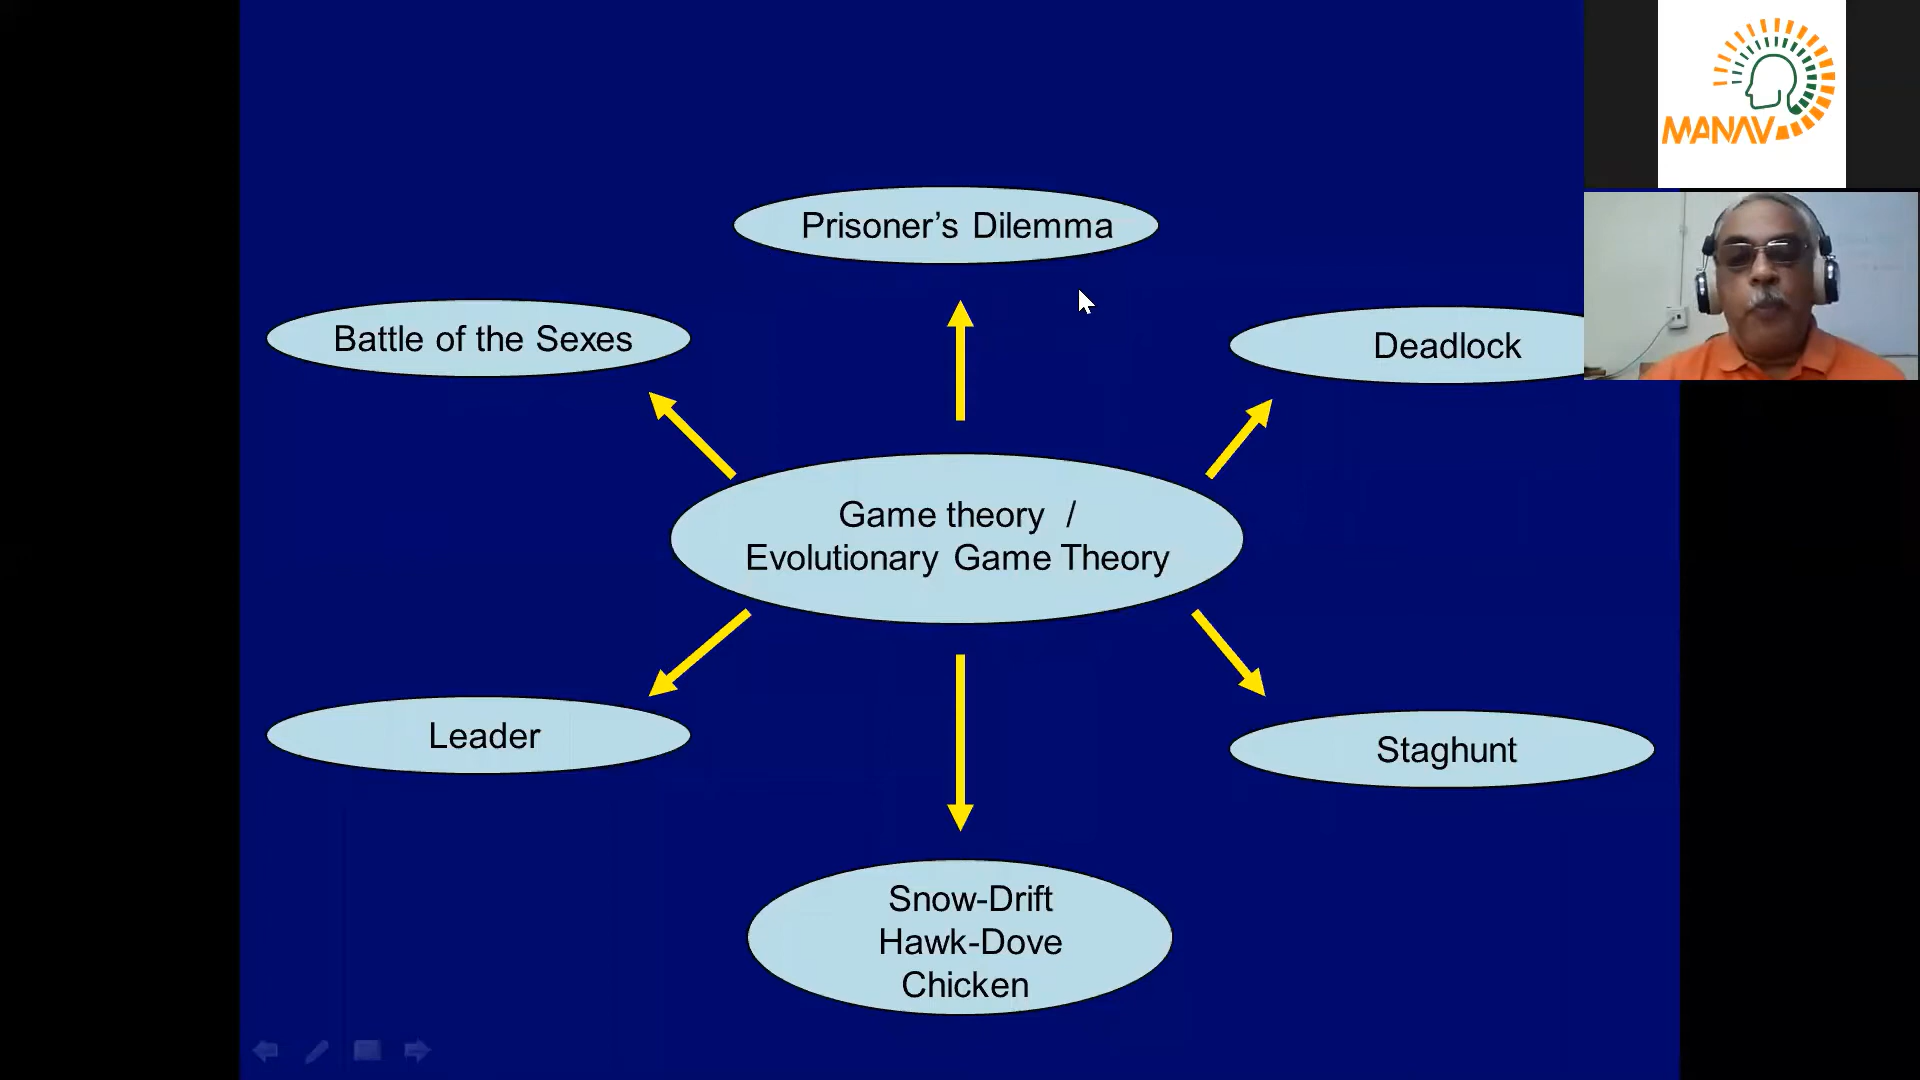 MANAV
Prisoner's Dilemma
Battle of the Sexes
Deadlock
Game theory /
Evolutionary Game Theory
Leader
Staghunt
Snow-Drift
Hawk-Dove
Chicken